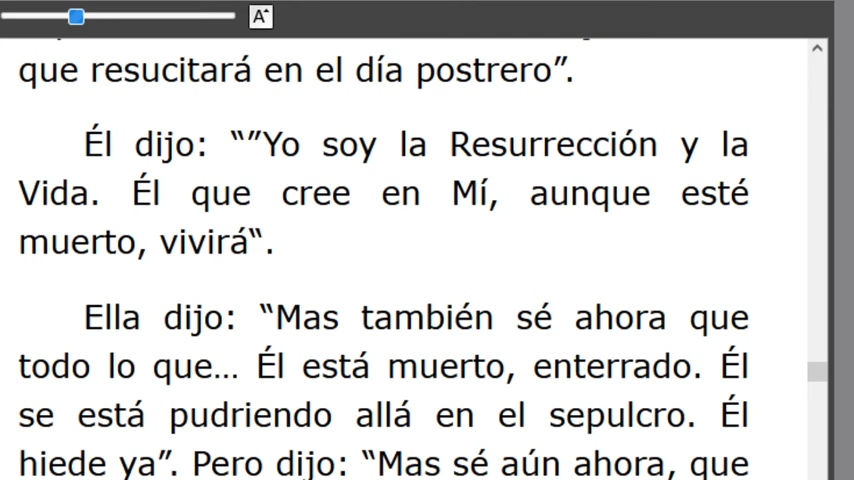 A
que resucitará en el día postrero”.
Él dijo: “”Yo soy la Resurrección y la
Vida. Él que cree en Mí, aunque esté
muerto, vivirá“.
Ella dijo: “Mas también sé ahora que
todo lo que… Él está muerto, enterrado. Él
se está pudriendo allá en el sepulcro. Él
hiede ya”. Pero dijo: “Mas sé aún ahora, que